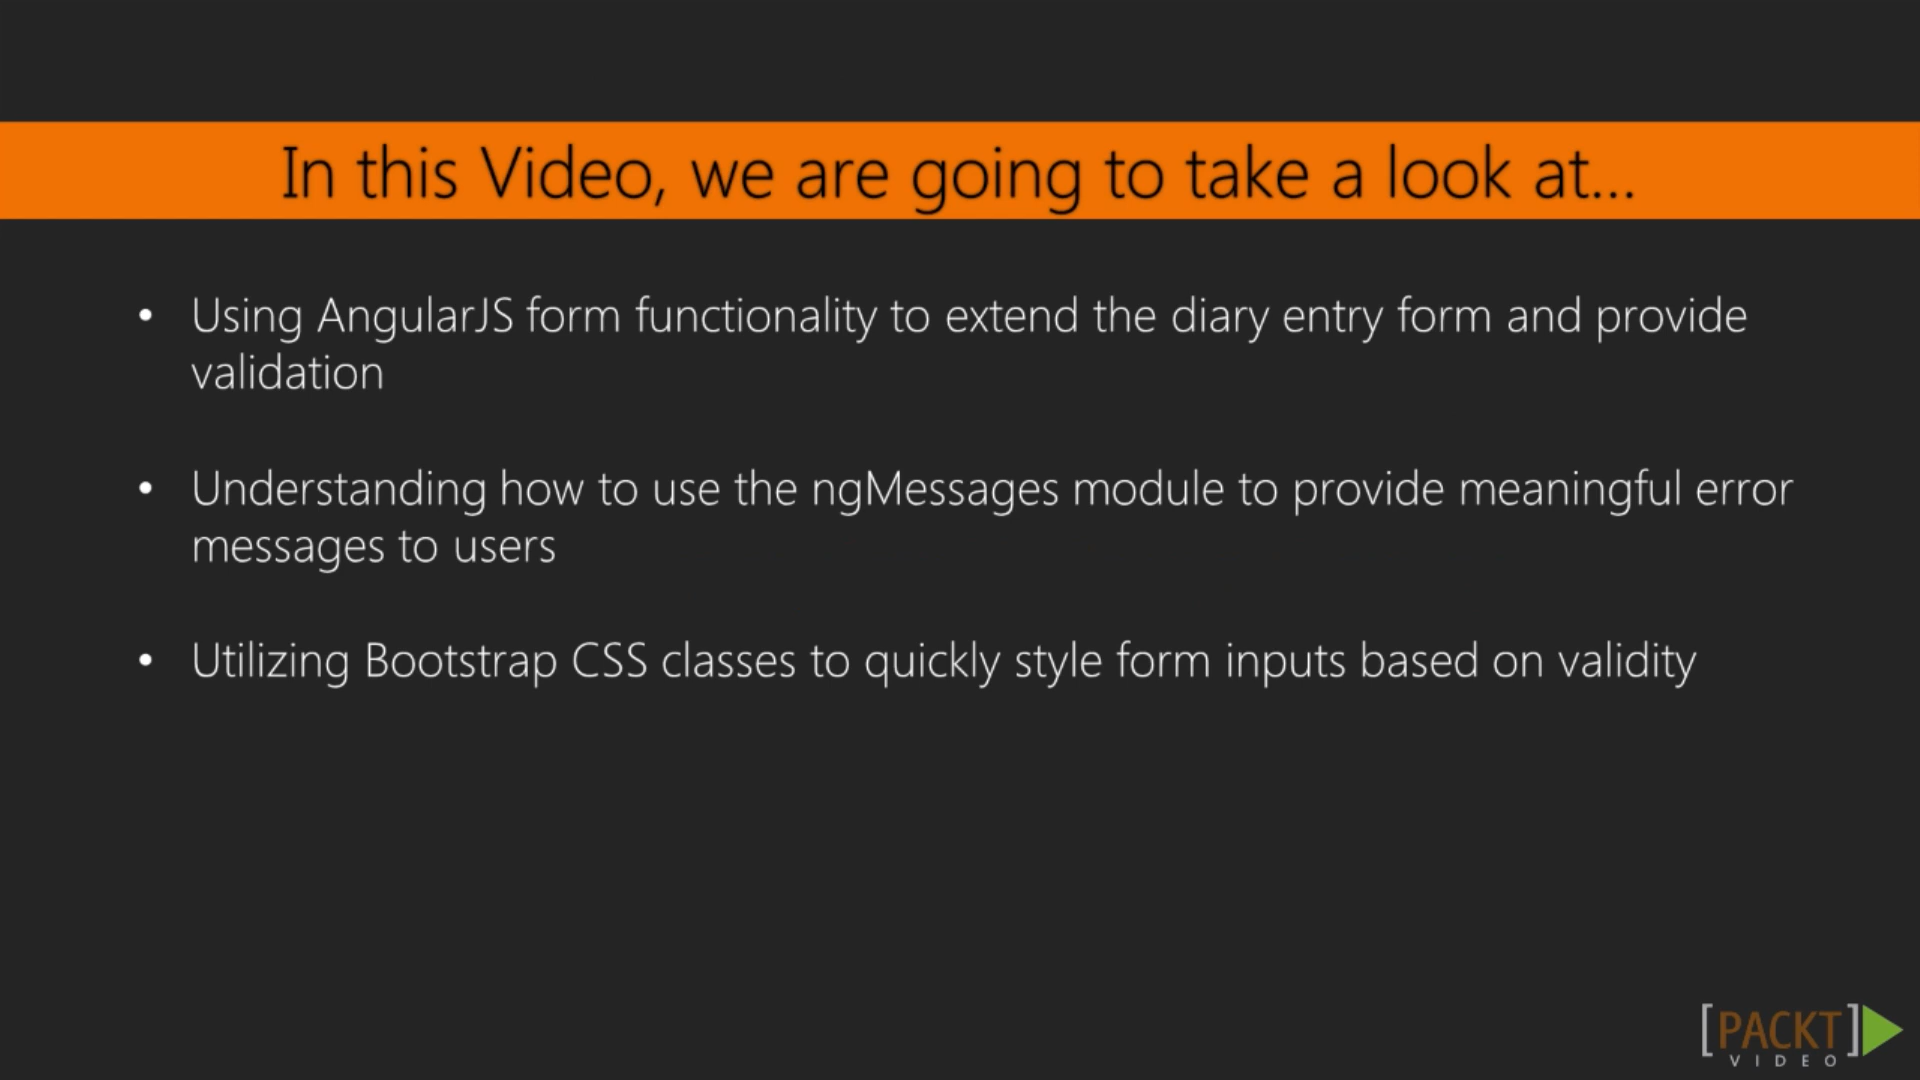 In this Video, we are going to take a look at...
• Using AngularJS form functionality to extend the diary entry form and provide
validation
• Understanding how to use the ngMessages module to provide meaningful error
messages to users
• Utilizing Bootstrap CSS classes to quickly style form inputs based on validity
[PACKT]
VIDEO